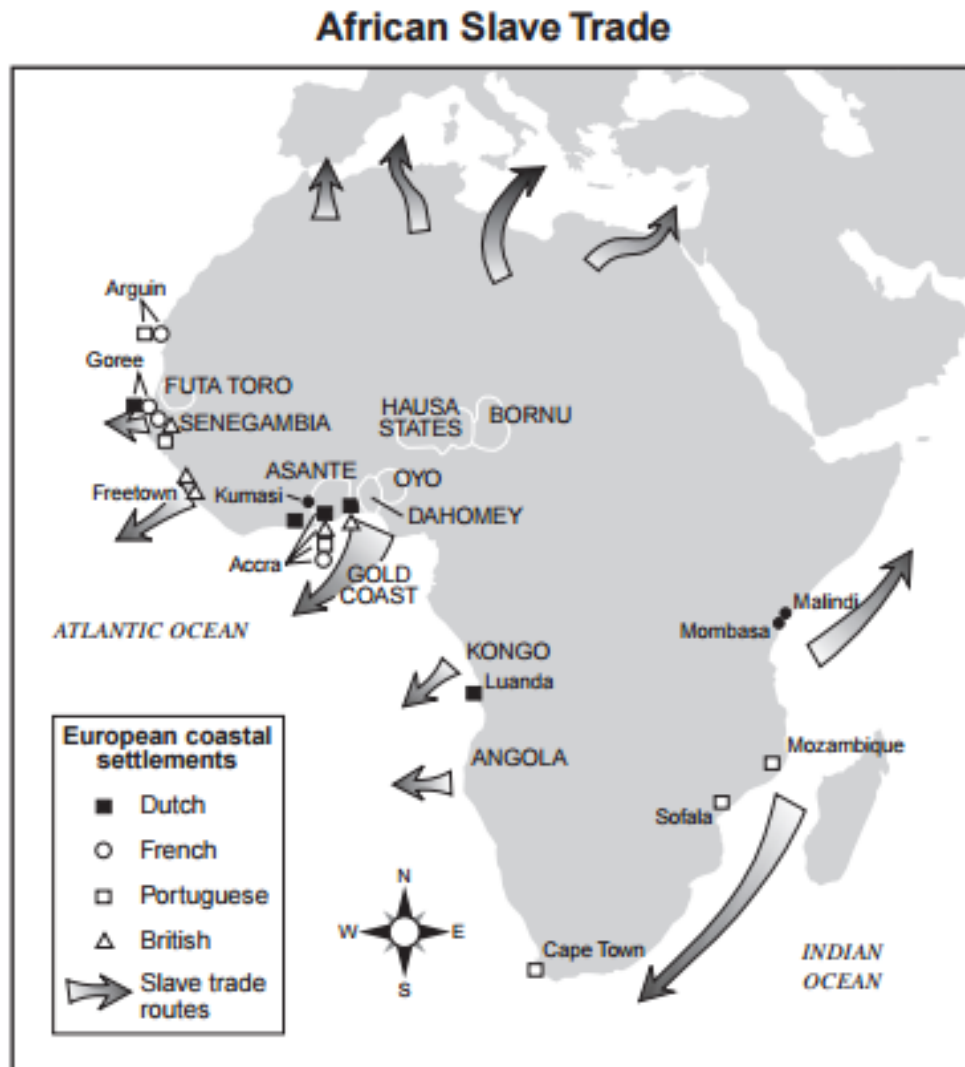 African Slave Trade
Arguin
Goree
FUTA TORO
SENEGAMBIA
HAUSA
STATES
BORNU
ASANTE
OYO
Freetown
Kumasi
DAHOMEY
Accra
GOLD
COAST
ATLANTIC OCEAN
Malindi
Mombasa
KONGO
Luanda
ANGOLA
Mozambique
Sofala
Cape Town
INDIAN
OCEAN
N
W
E
S
European coastal
settlements
Dutch
French
Portuguese
British
Slave trade
routes